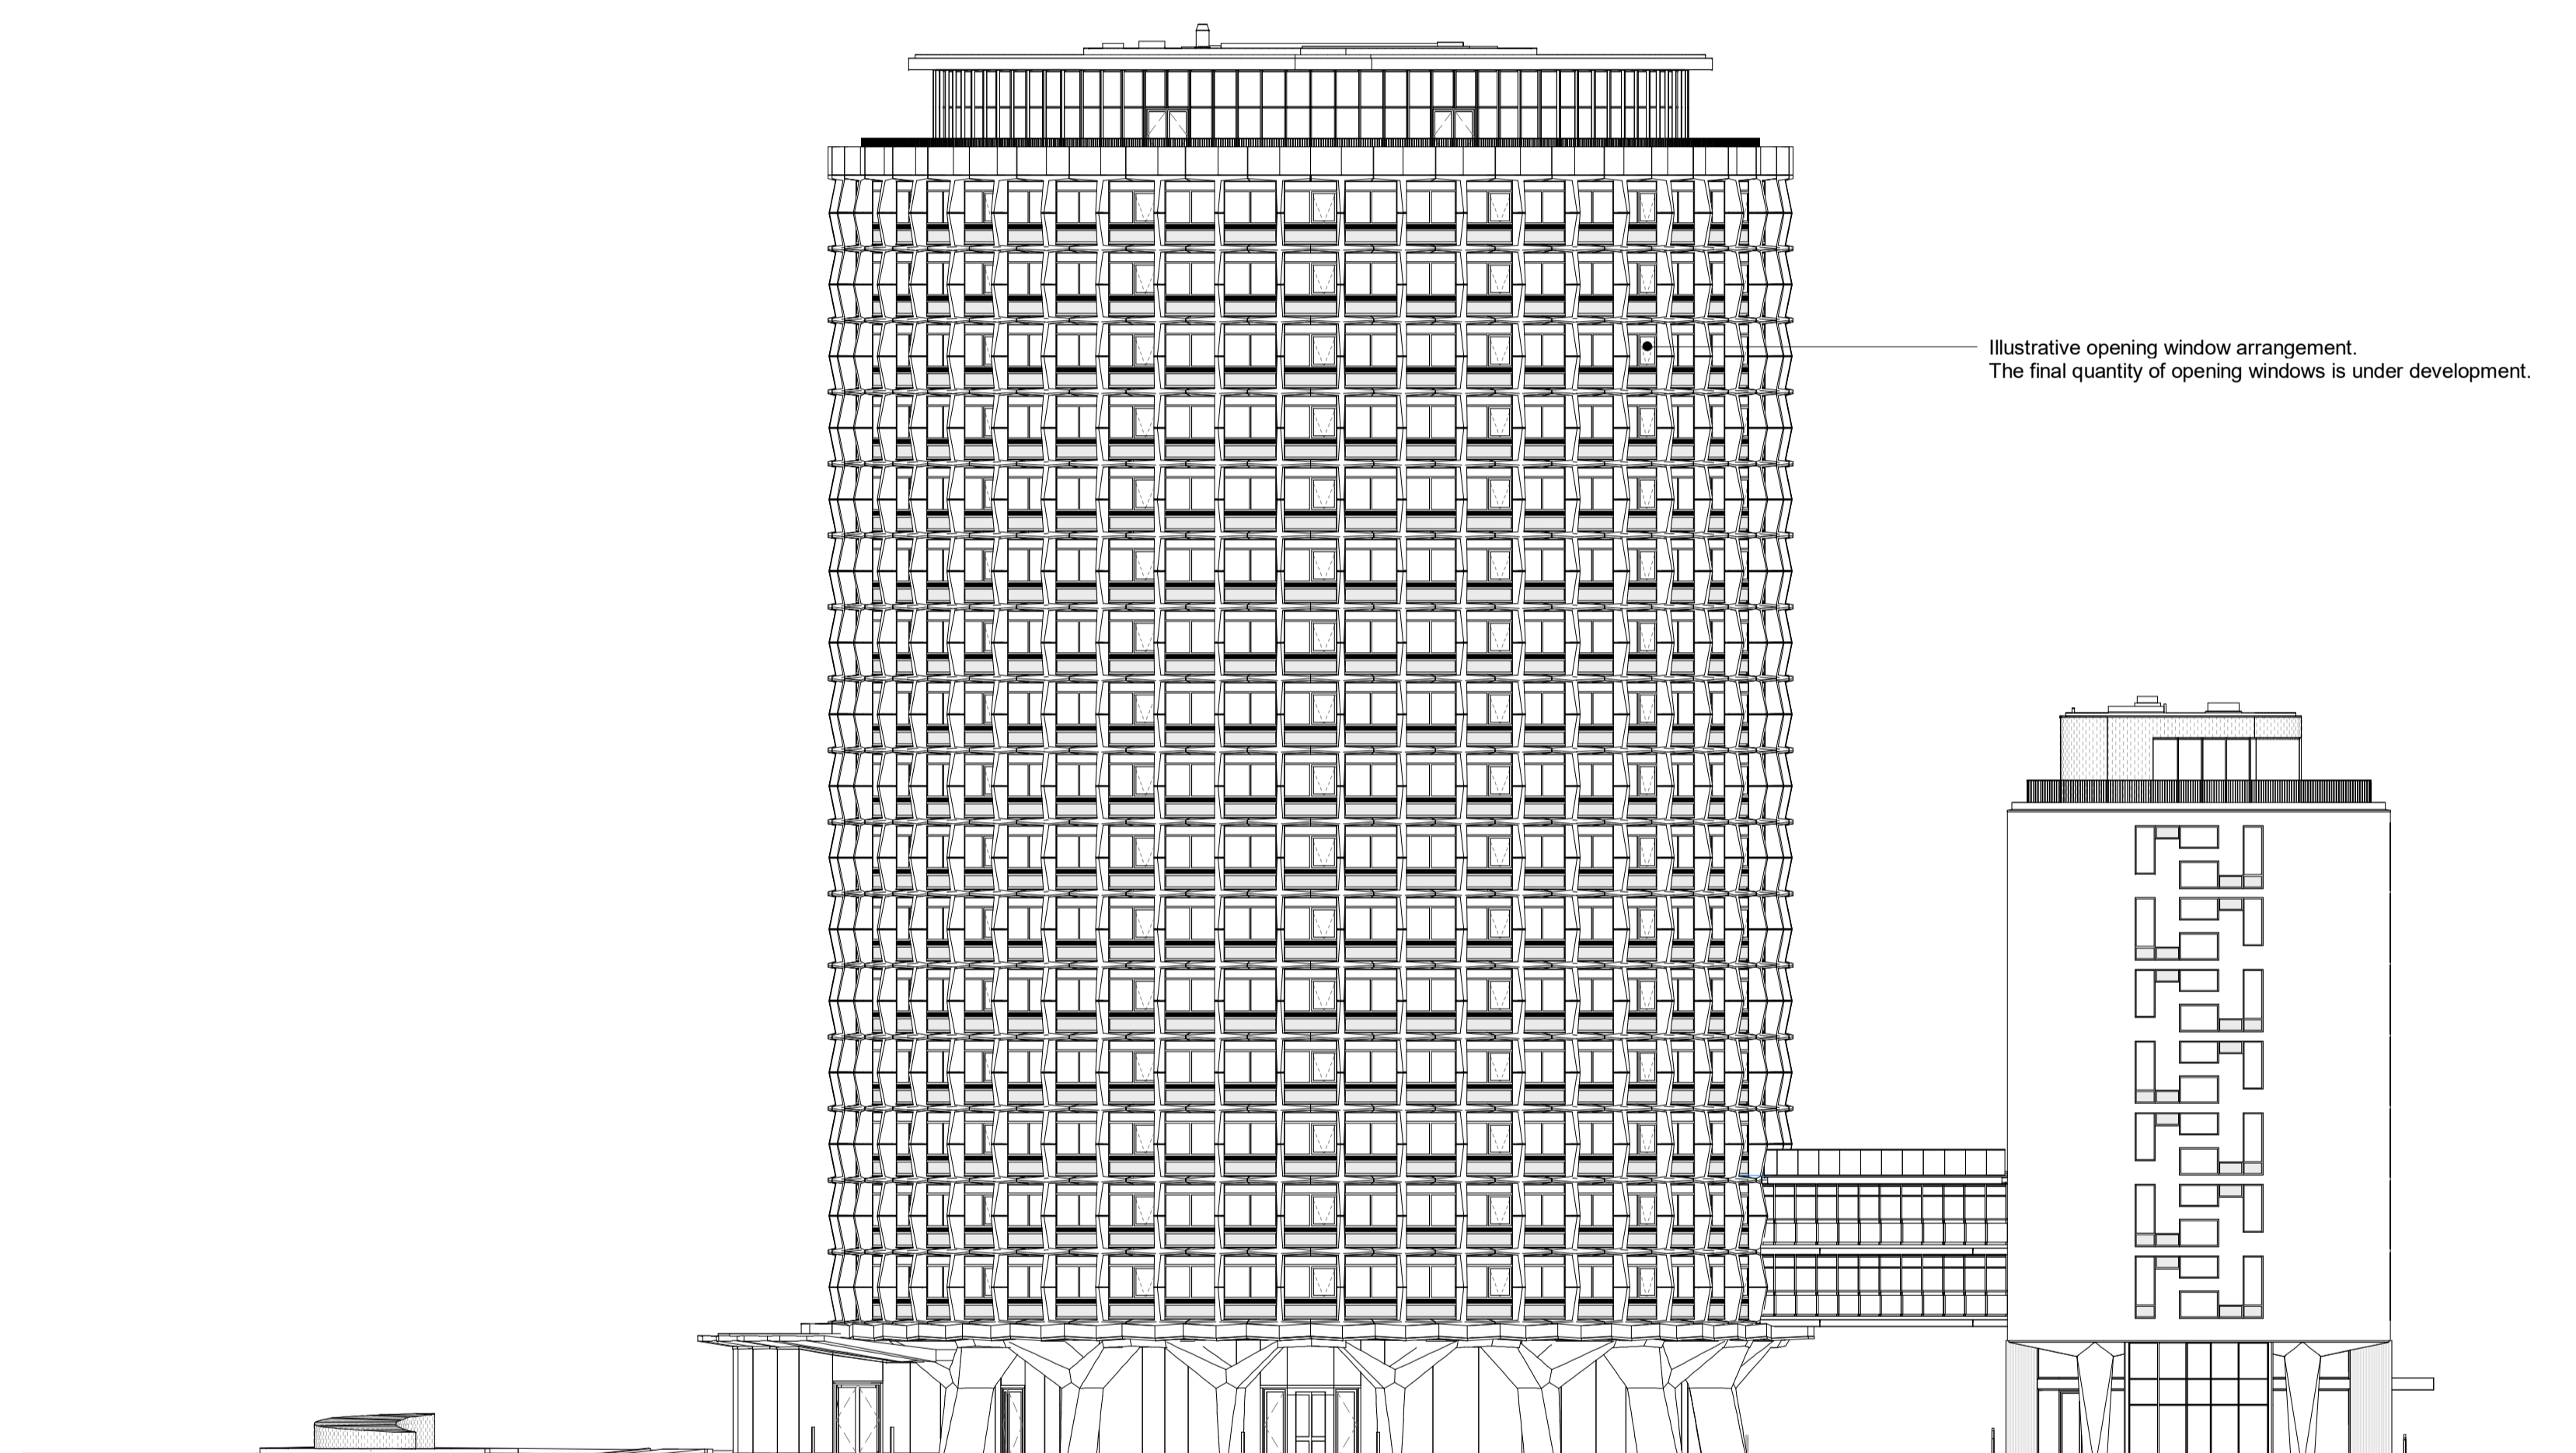 Illustrative opening window arrangement.
The final quantity of opening windows is under development.